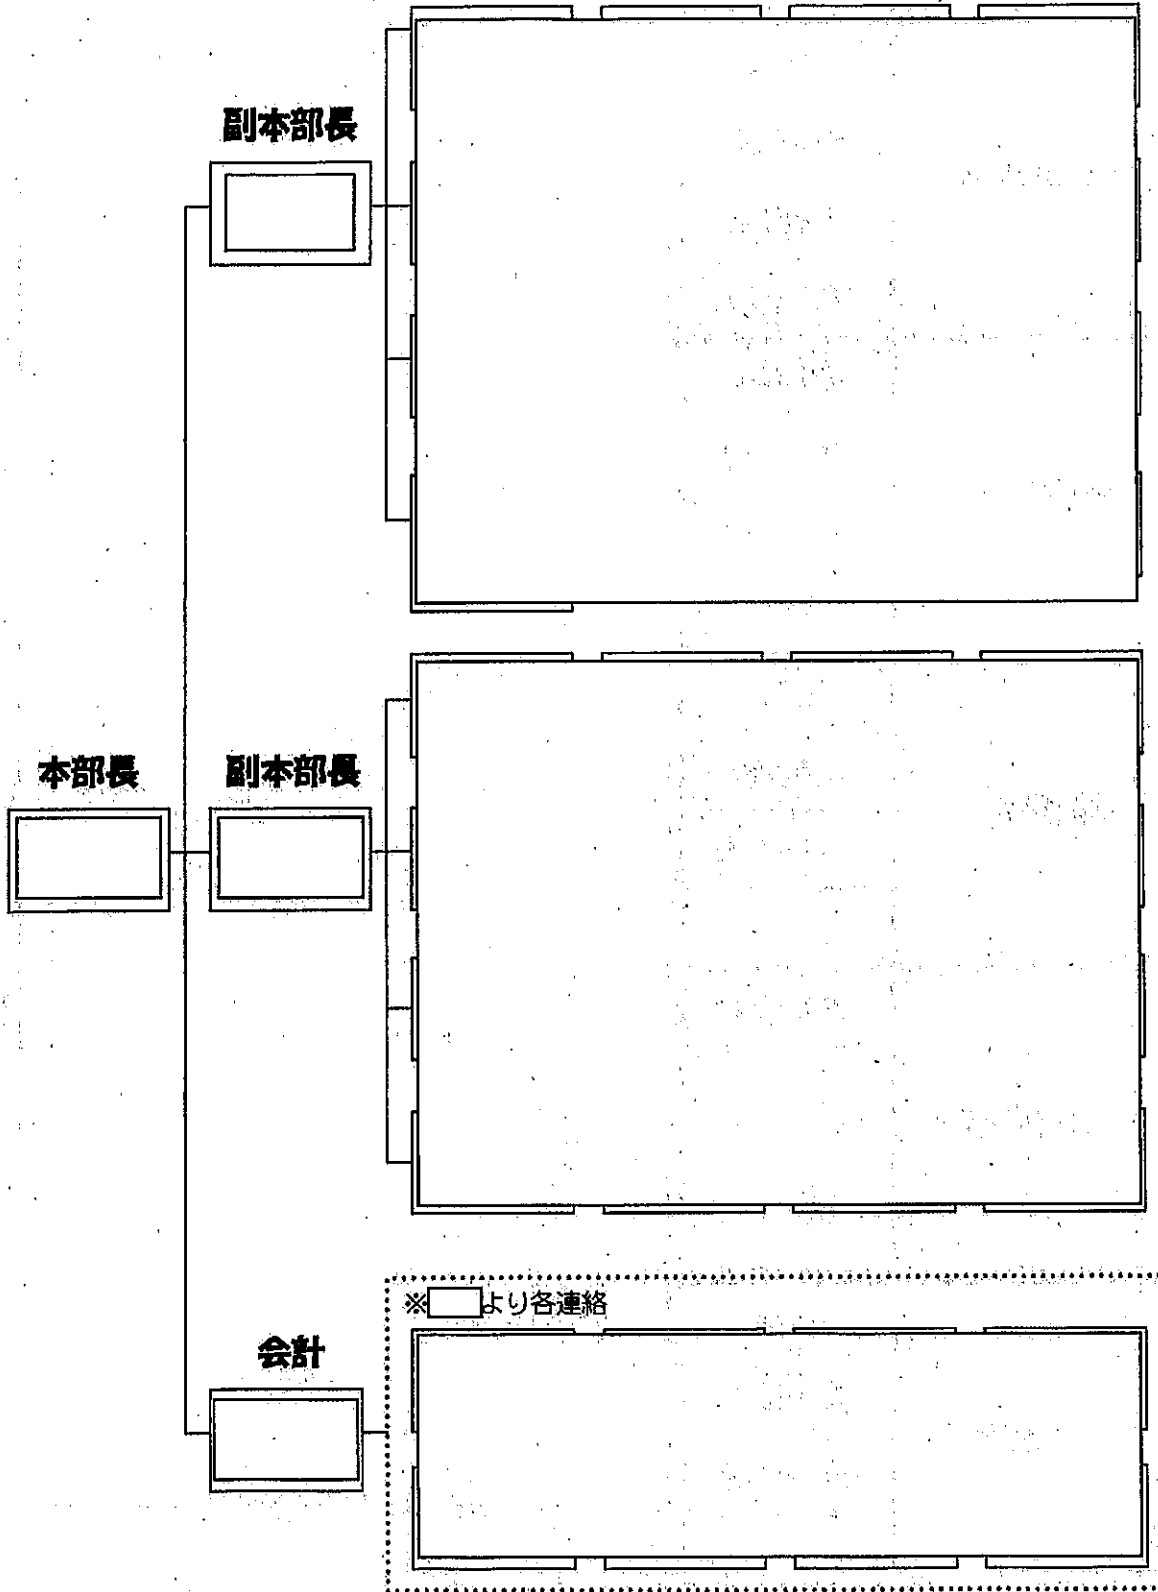 副本部長
本部長
副本部長
※ より各連絡
会計